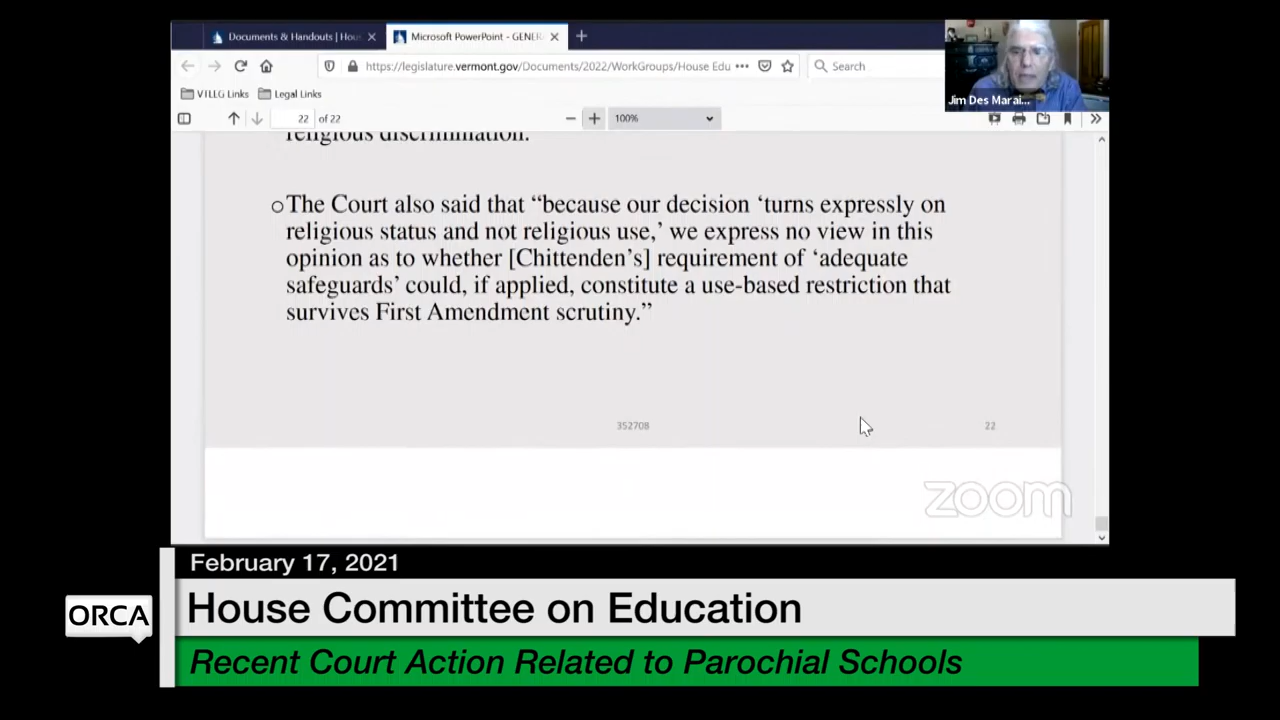 Documents & Handouts | Hou
Microsoft PowerPoint - GENER
https://legislature.vermont.gov/Documents/2022/WorkGroups/House Edu
Search
Jim Des Marai...
VTLEG Links
Legal Links
22 of 22
100%
religious discrimination.
The Court also said that “because our decision ‘turns expressly on
religious status and not religious use,’ we express no view in this
opinion as to whether [Chittenden’s] requirement of ‘adequate
safeguards’ could, if applied, constitute a use-based restriction that
survives First Amendment scrutiny.”
352708
22
zoom
February 17, 2021
ORCA
House Committee on Education
Recent Court Action Related to Parochial Schools